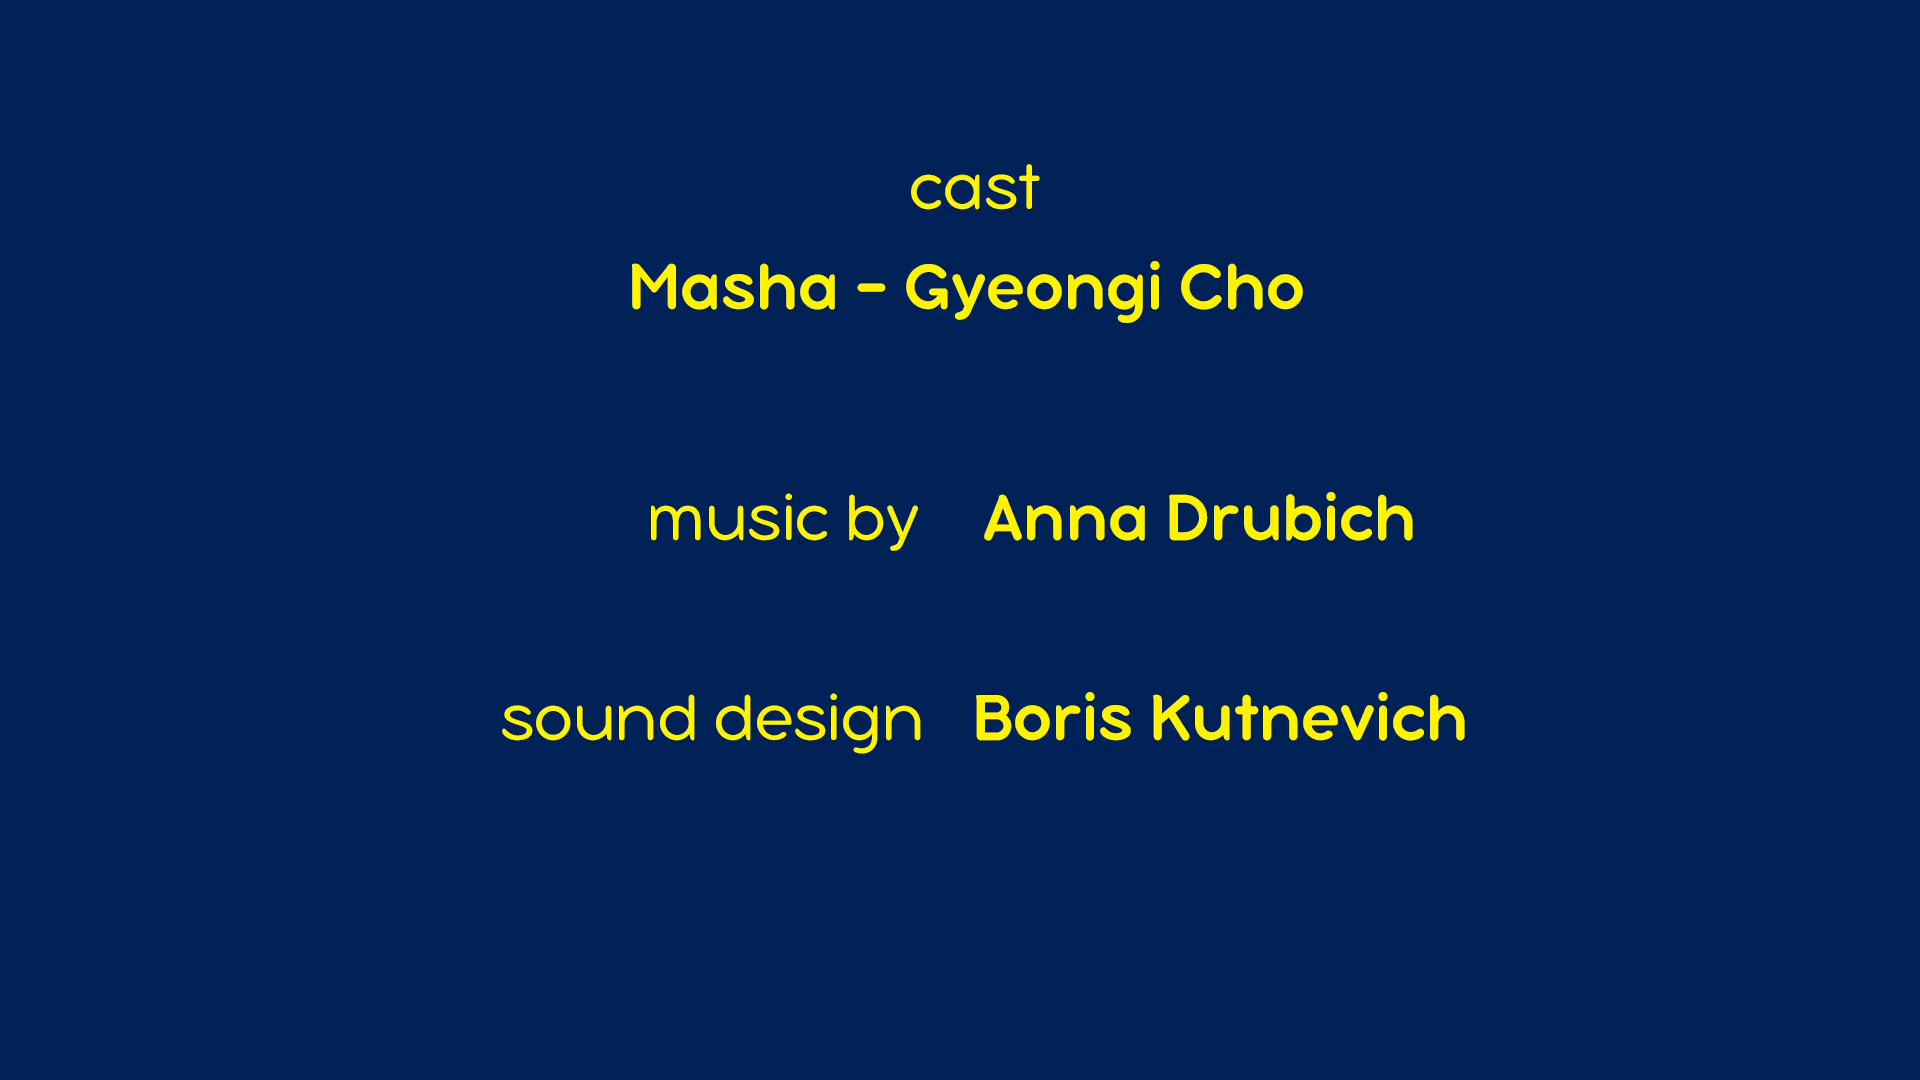 cast
Masha - Gyeongi Cho
music by Anna Drubich
sound design Boris Kutnevich